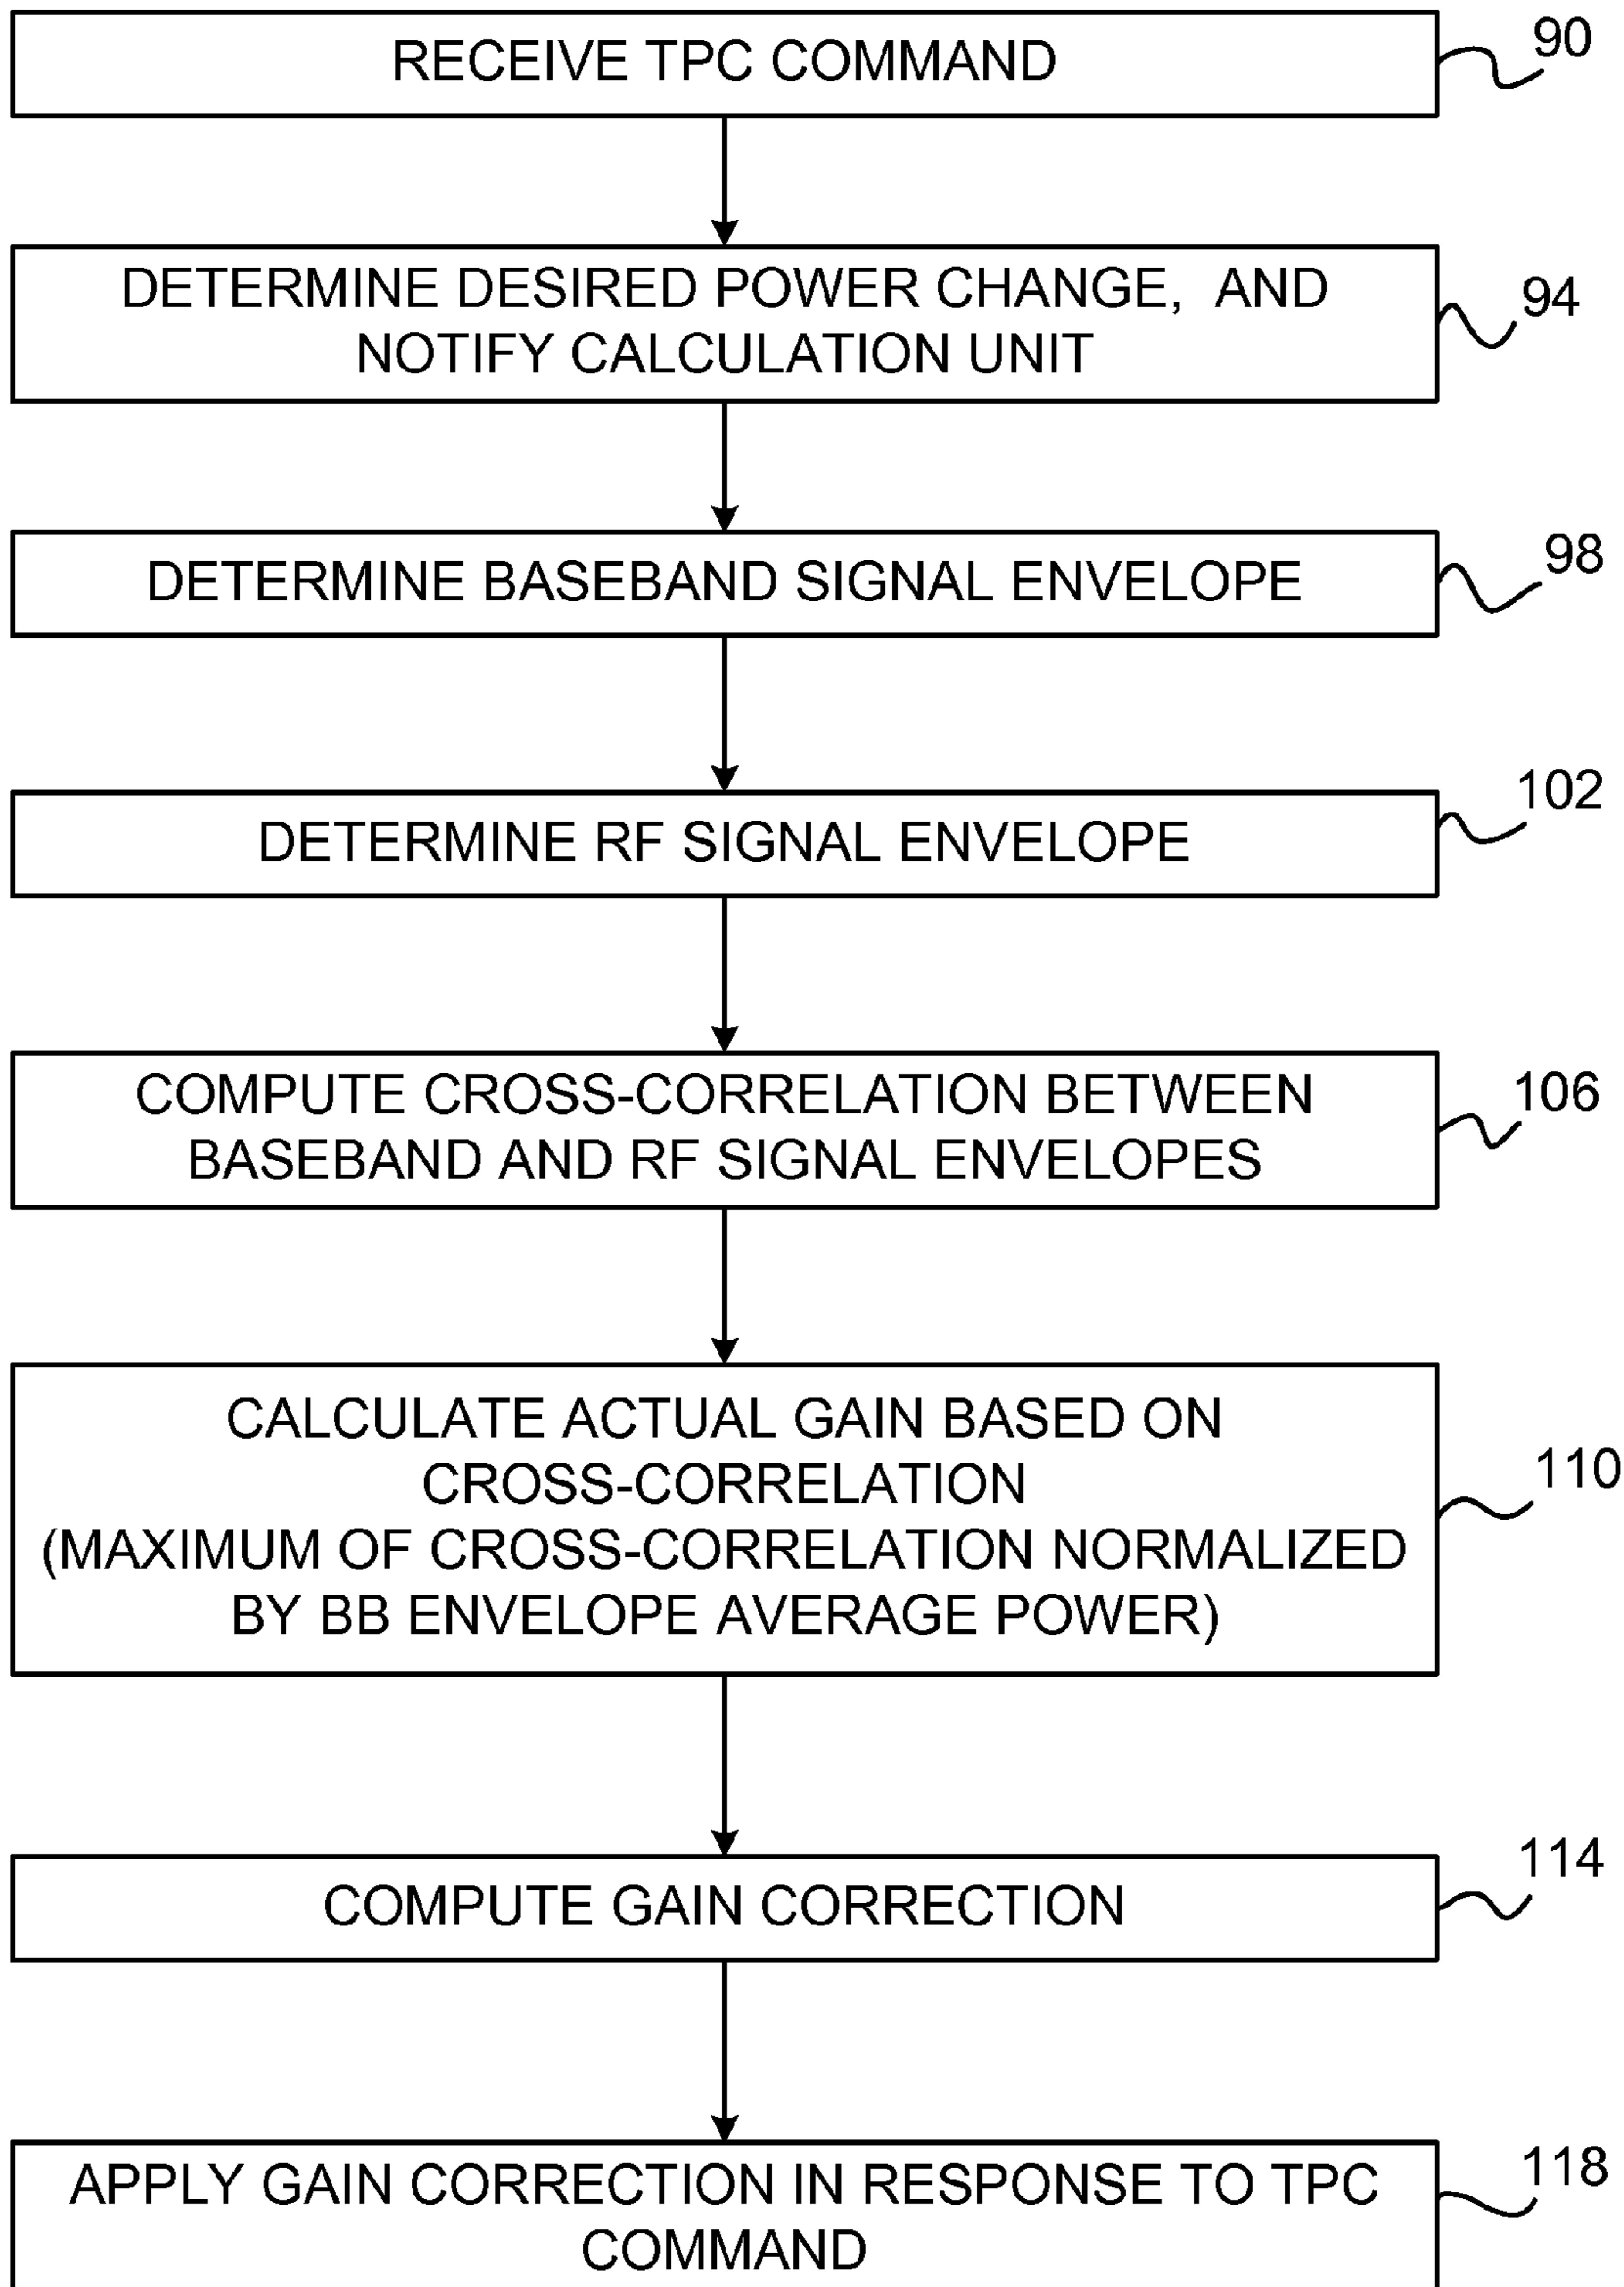 RECEIVE TPC COMMAND
90
DETERMINE DESIRED POWER CHANGE, AND
NOTIFY CALCULATION UNIT
94
DETERMINE BASEBAND SIGNAL ENVELOPE
98
DETERMINE RF SIGNAL ENVELOPE
102
COMPUTE CROSS-CORRELATION BETWEEN
BASEBAND AND RF SIGNAL ENVELOPES
106
CALCULATE ACTUAL GAIN BASED ON
CROSS-CORRELATION
(MAXIMUM OF CROSS-CORRELATION NORMALIZED
BY BB ENVELOPE AVERAGE POWER)
110
COMPUTE GAIN CORRECTION
114
APPLY GAIN CORRECTION IN RESPONSE TO TPC
COMMAND
118